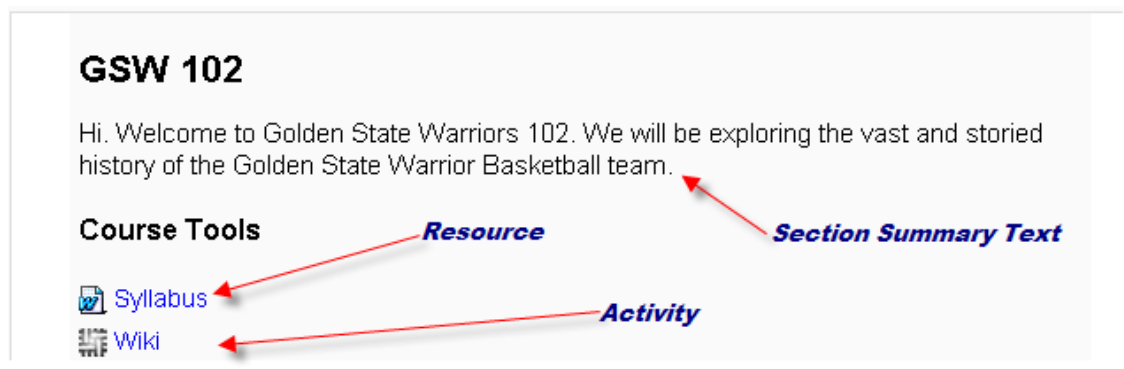 GSW 102
Hi. Welcome to Golden State Warriors 102. We will be exploring the vast and storied
history of the Golden State Warrior Basketball team.
Course Tools
Resource
Section Summary Text
Syllabus
Activity
Wiki